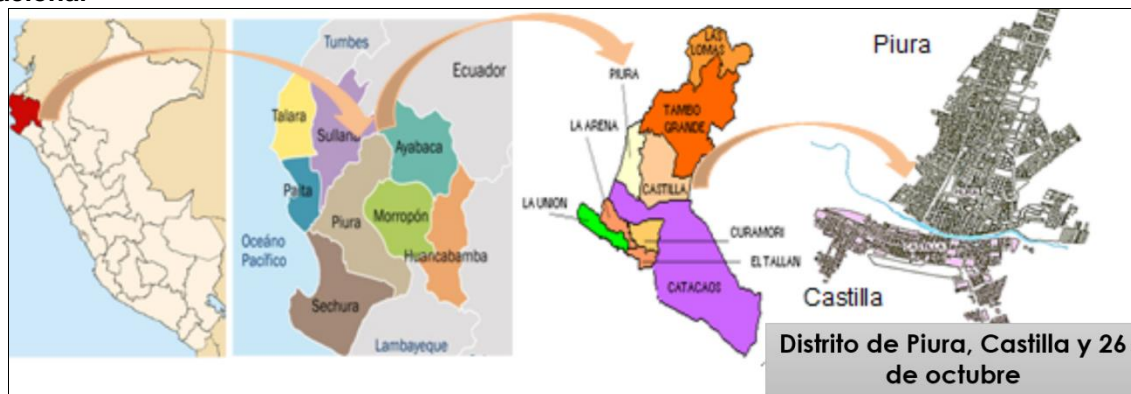 Tumbes
Ecuador
Talara
Sullana
Ayabaca
Paita
Piura
Morropón
Huancabamba
Océano
Pacífico
Sechura
Lambayeque
LAS
LOMAS
PIURA
TAMBO
GRANDE
LA ARENA
CASTILLA
LA UNION
CURAMORI
EL TALLAN
CATACAOS
Piura
Castilla
Distrito de Piura, Castilla y 26
de octubre